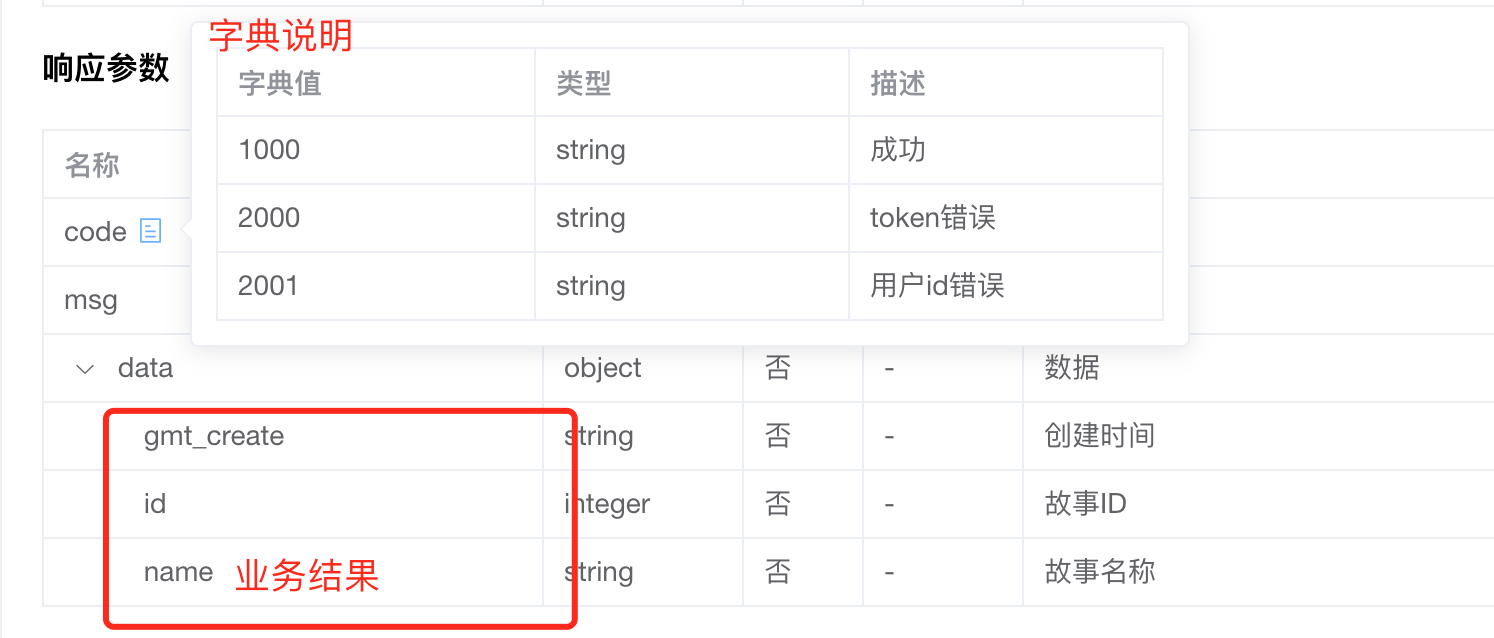 字典说明
响应参数
字典值 类型 描述
1000 string 成功
2000 string token错误
2001 string 用户id错误
名称
code
msg
data object 否 - 数据
gmt_create string 否 - 创建时间
id integer 否 - 故事ID
name 业务结果 string 否 - 故事名称